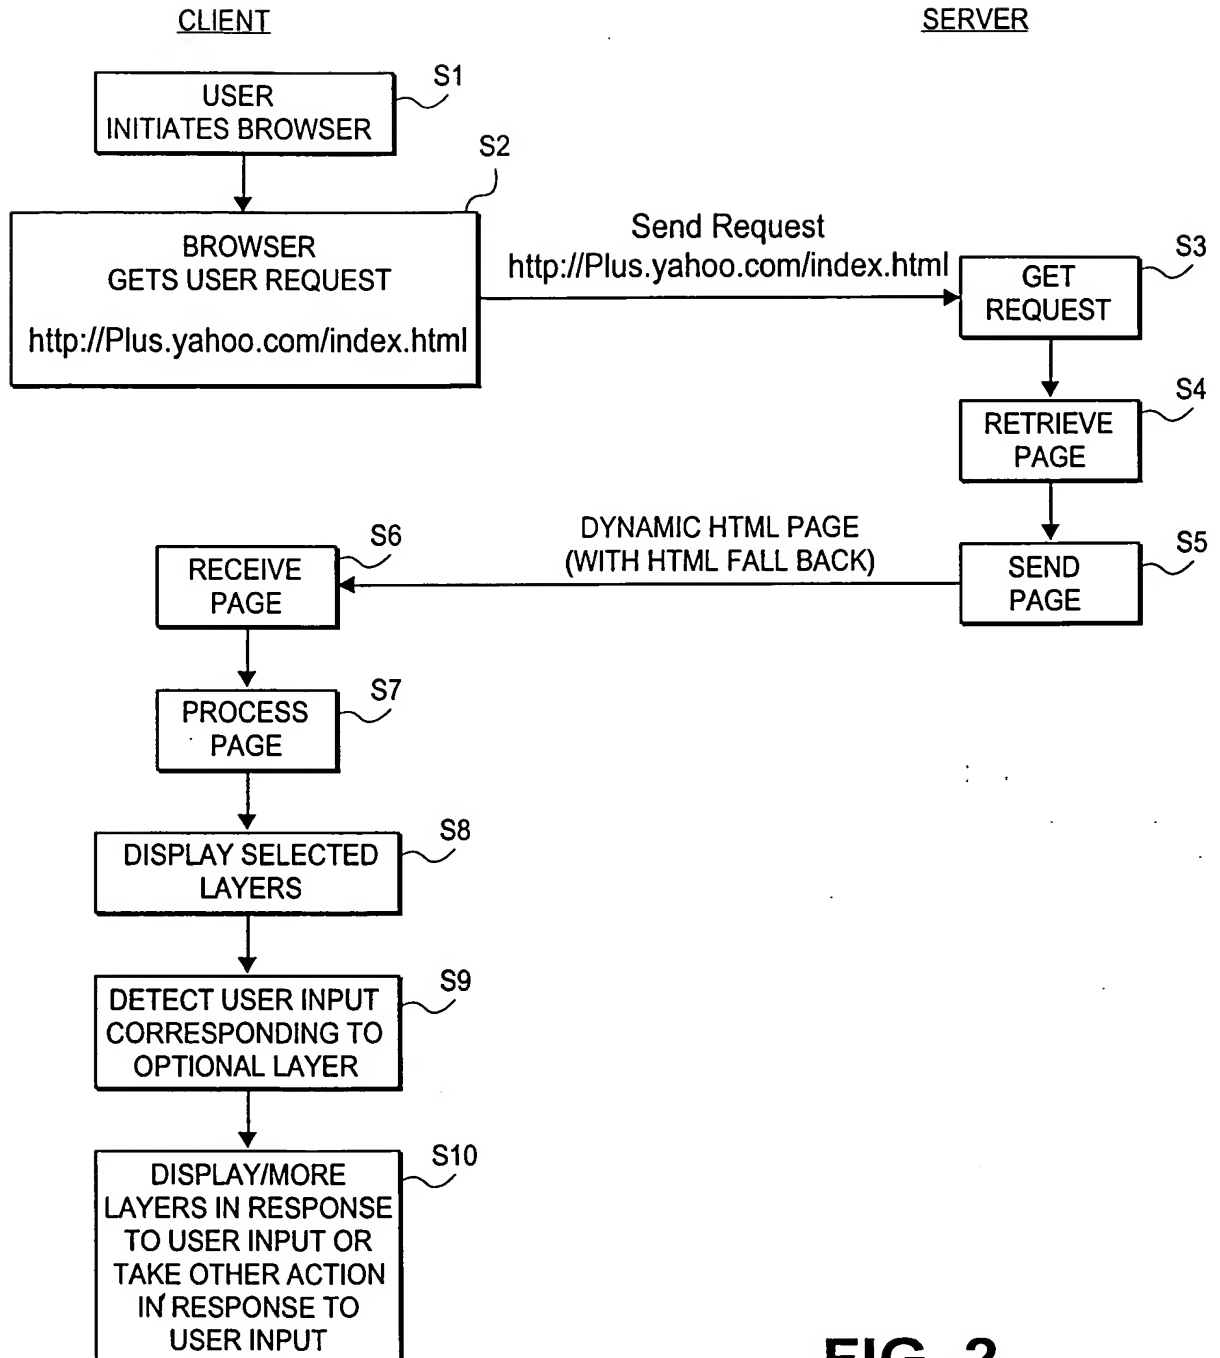 CLIENT
SERVER
USER
INITIATES BROWSER
S1
BROWSER
GETS USER REQUEST
http://Plus.yahoo.com/index.html
S2
Send Request
http://Plus.yahoo.com/index.html
GET
REQUEST
S3
RETRIEVE
PAGE
S4
SEND
PAGE
S5
DYNAMIC HTML PAGE
(WITH HTML FALL BACK)
RECEIVE
PAGE
S6
PROCESS
PAGE
S7
DISPLAY SELECTED
LAYERS
S8
DETECT USER INPUT
CORRESPONDING TO
OPTIONAL LAYER
S9
DISPLAY/MORE
LAYERS IN RESPONSE
TO USER INPUT OR
TAKE OTHER ACTION
IN RESPONSE TO
USER INPUT
S10
FIG. 2